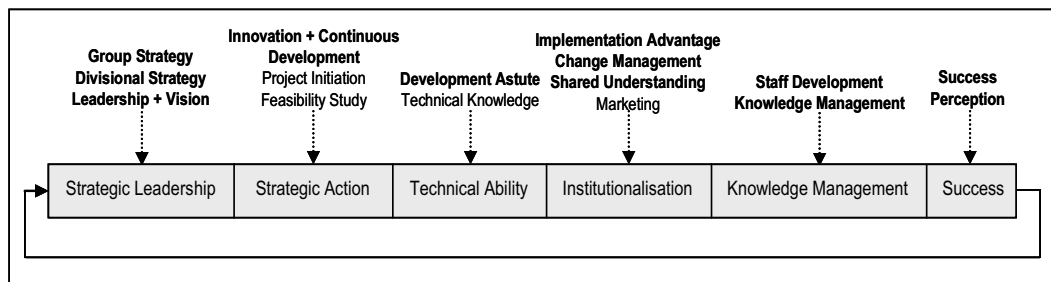 Group Strategy
Divisional Strategy
Leadership + Vision
Innovation + Continuous
Development
Project Initiation
Feasibility Study
Development Astute
Technical Knowledge
Implementation Advantage
Change Management
Shared Understanding
Marketing
Staff Development
Knowledge Management
Success
Perception
Strategic Leadership
Strategic Action
Technical Ability
Institutionalisation
Knowledge Management
Success